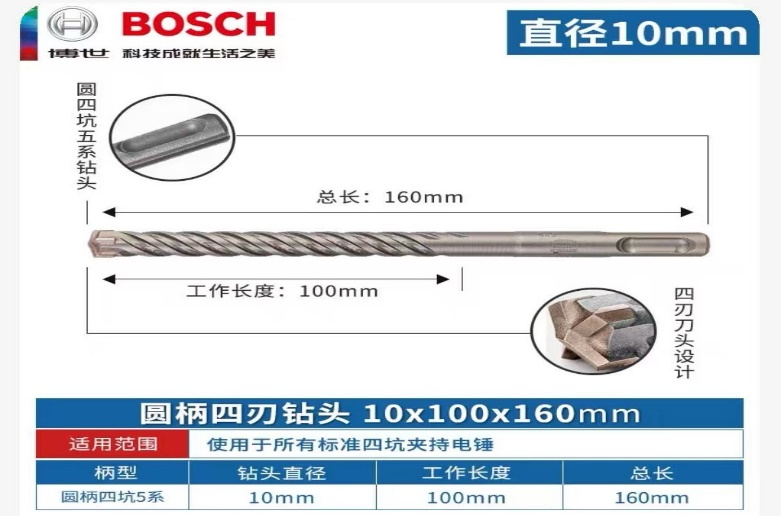 BOSCH
博世 科技成就生活之美
直径10mm
圆四坑五系钻头
总长：160mm
工作长度：100mm
四刃刀头设计
圆柄四刃钻头 10x100x160mm
适用范围 使用于所有标准四坑夹持电锤
柄型 钻头直径 工作长度 总长
圆柄四坑5系 10mm 100mm 160mm